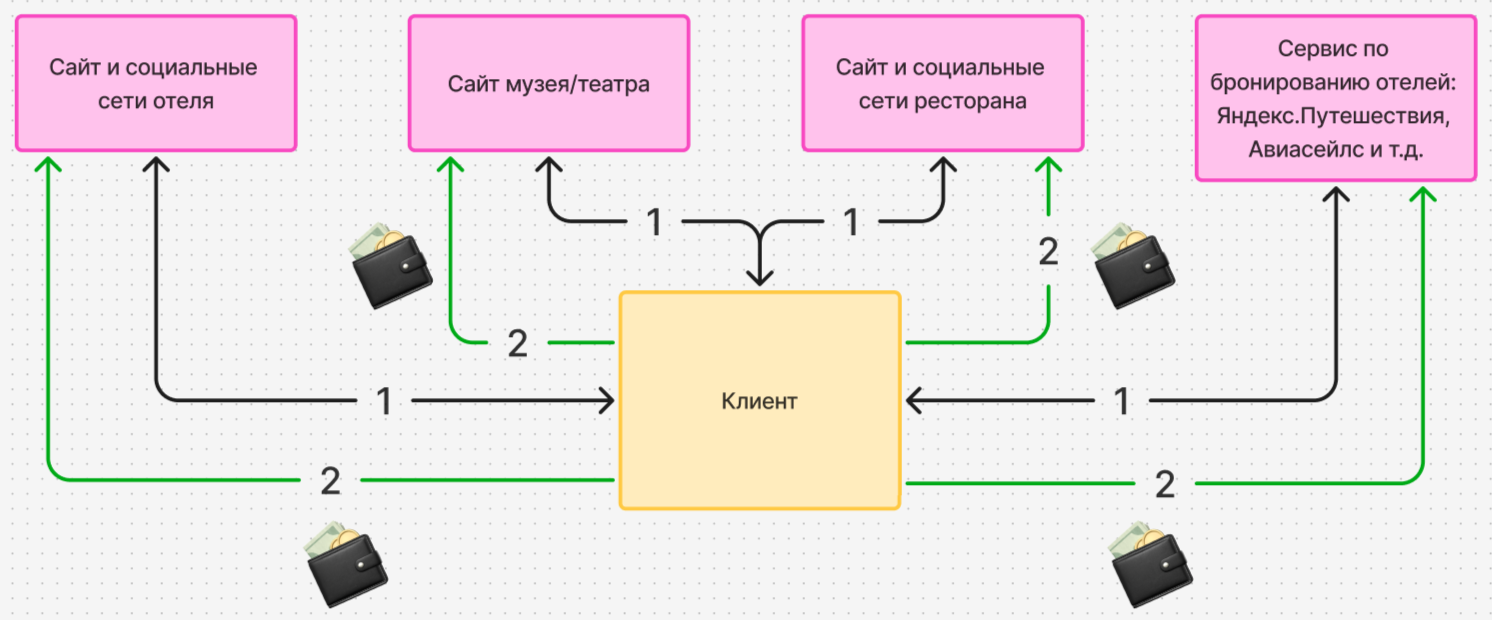 Сайт и социальные
сети отеля
Сайт музея/театра
Сайт и социальные
сети ресторана
Сервис по
бронированию отелей:
Яндекс.Путешествия,
Авиасейлс и т.д.
1
1
2
2
1
Клиент
1
2
2